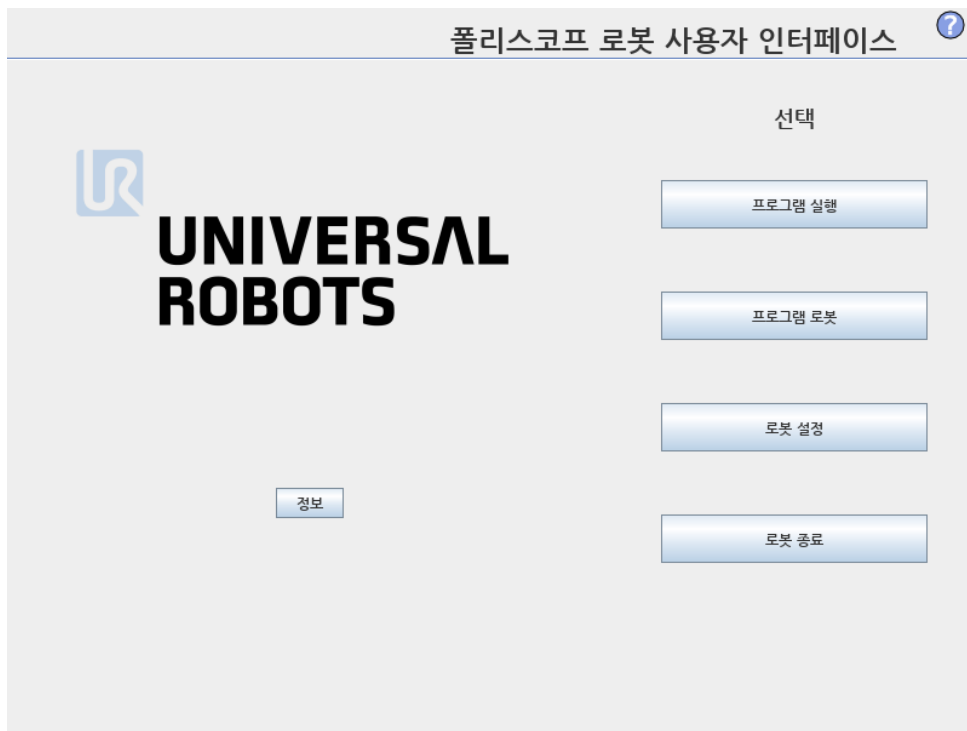 폴리스코프 로봇 사용자 인터페이스
?
선택
UR
UNIVERSAL
ROBOTS
프로그램 실행
프로그램 로봇
로봇 설정
정보
로봇 종료